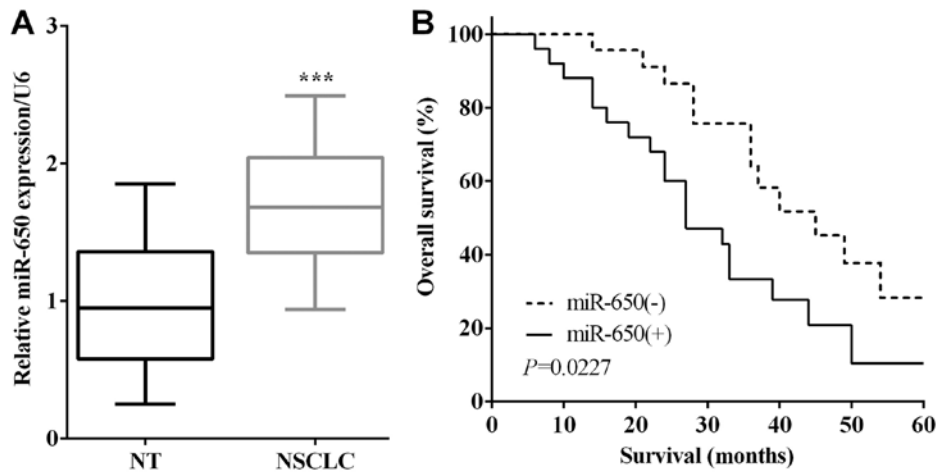 A
Relative miR-650 expression/U6
3
2
1
0
***
NT
NSCLC
B
Overall survival (%)
100
80
60
40
20
0
miR-650(-)
miR-650(+)
P=0.0227
0 10 20 30 40 50 60
Survival (months)